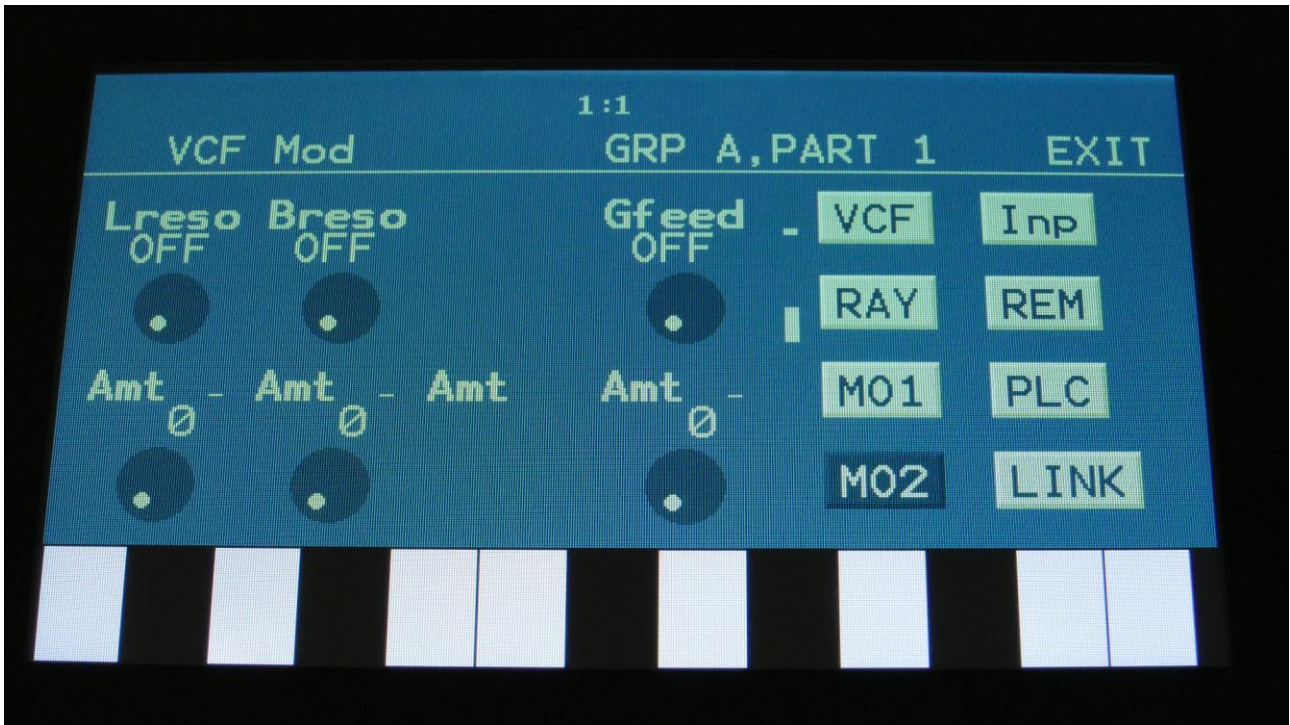 1:1
VCF Mod GRP A,PART 1 EXIT
Lreso Breso Gfeed - VCF Inp
OFF OFF OFF
RAY REM
Amt - Amt - Amt Amt - MO1 PLC
0 0 0
MO2 LINK